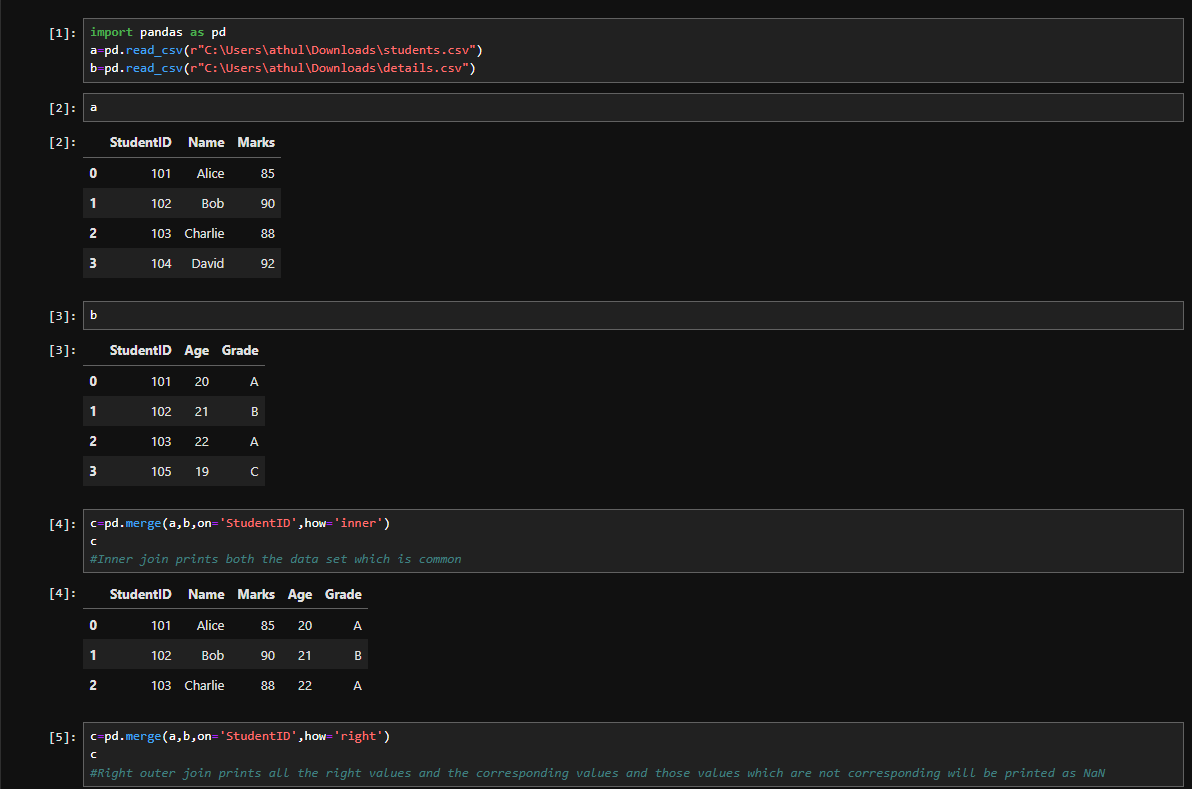 [1]: import pandas as pd
a=pd.read_csv(r"C:\Users\athul\Downloads\students.csv")
b=pd.read_csv(r"C:\Users\athul\Downloads\details.csv")
[2]: a
[2]: StudentID Name Marks
0 101 Alice 85
1 102 Bob 90
2 103 Charlie 88
3 104 David 92
[3]: b
[3]: StudentID Age Grade
0 101 20 A
1 102 21 B
2 103 22 A
3 105 19 C
[4]: c=pd.merge(a,b,on='StudentID',how='inner')
c
#Inner join prints both the data set which is common
[4]: StudentID Name Marks Age Grade
0 101 Alice 85 20 A
1 102 Bob 90 21 B
2 103 Charlie 88 22 A
[5]: c=pd.merge(a,b,on='StudentID',how='right')
c
#Right outer join prints all the right values and the corresponding values and those values which are not corresponding will be printed as NaN